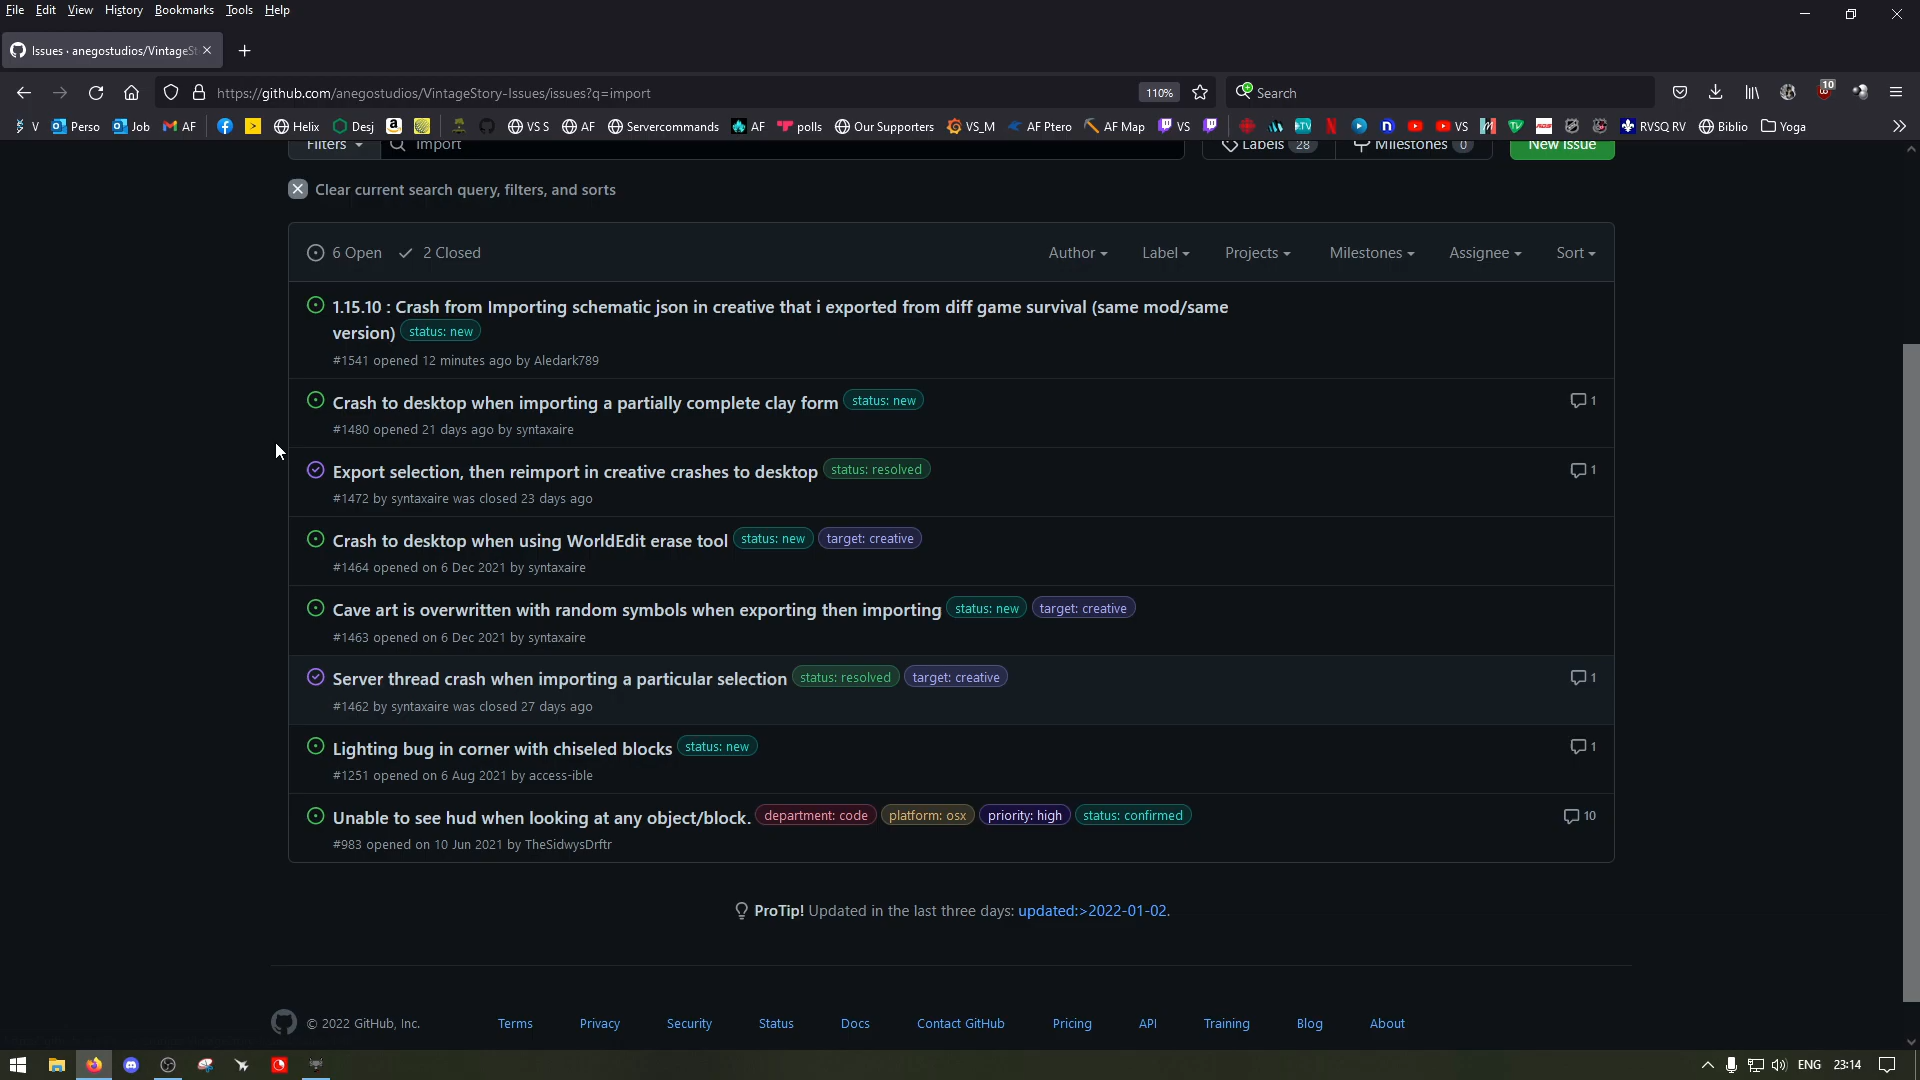 File Edit View History Bookmarks Tools Help
Issues · anegostudios/VintageSt
https://github.com/anegostudios/VintageStory-Issues/issues?q=import 110% Search 10
V Perso Job AF Helix Desj VS S AF Servercommands AF polls Our Supporters VS_M AF Ptero AF Map VS VS RVSQ RV Biblio Yoga
Filters import Labels 28 Milestones 0 New issue
Clear current search query, filters, and sorts
6 Open 2 Closed Author Label Projects Milestones Assignee Sort
1.15.10 : Crash from Importing schematic json in creative that i exported from diff game survival (same mod/same
version) status: new
#1541 opened 12 minutes ago by Aledark789
Crash to desktop when importing a partially complete clay form status: new 1
#1480 opened 21 days ago by syntaxaire
Export selection, then reimport in creative crashes to desktop status: resolved 1
#1472 by syntaxaire was closed 23 days ago
Crash to desktop when using WorldEdit erase tool status: new target: creative
#1464 opened on 6 Dec 2021 by syntaxaire
Cave art is overwritten with random symbols when exporting then importing status: new target: creative
#1463 opened on 6 Dec 2021 by syntaxaire
Server thread crash when importing a particular selection status: resolved target: creative 1
#1462 by syntaxaire was closed 27 days ago
Lighting bug in corner with chiseled blocks status: new 1
#1251 opened on 6 Aug 2021 by access-ible
Unable to see hud when looking at any object/block. department: code platform: osx priority: high status: confirmed 10
#983 opened on 10 Jun 2021 by TheSidwysDrftr
ProTip! Updated in the last three days: updated:>2022-01-02.
© 2022 GitHub, Inc. Terms Privacy Security Status Docs Contact GitHub Pricing API Training Blog About
ENG 23:14